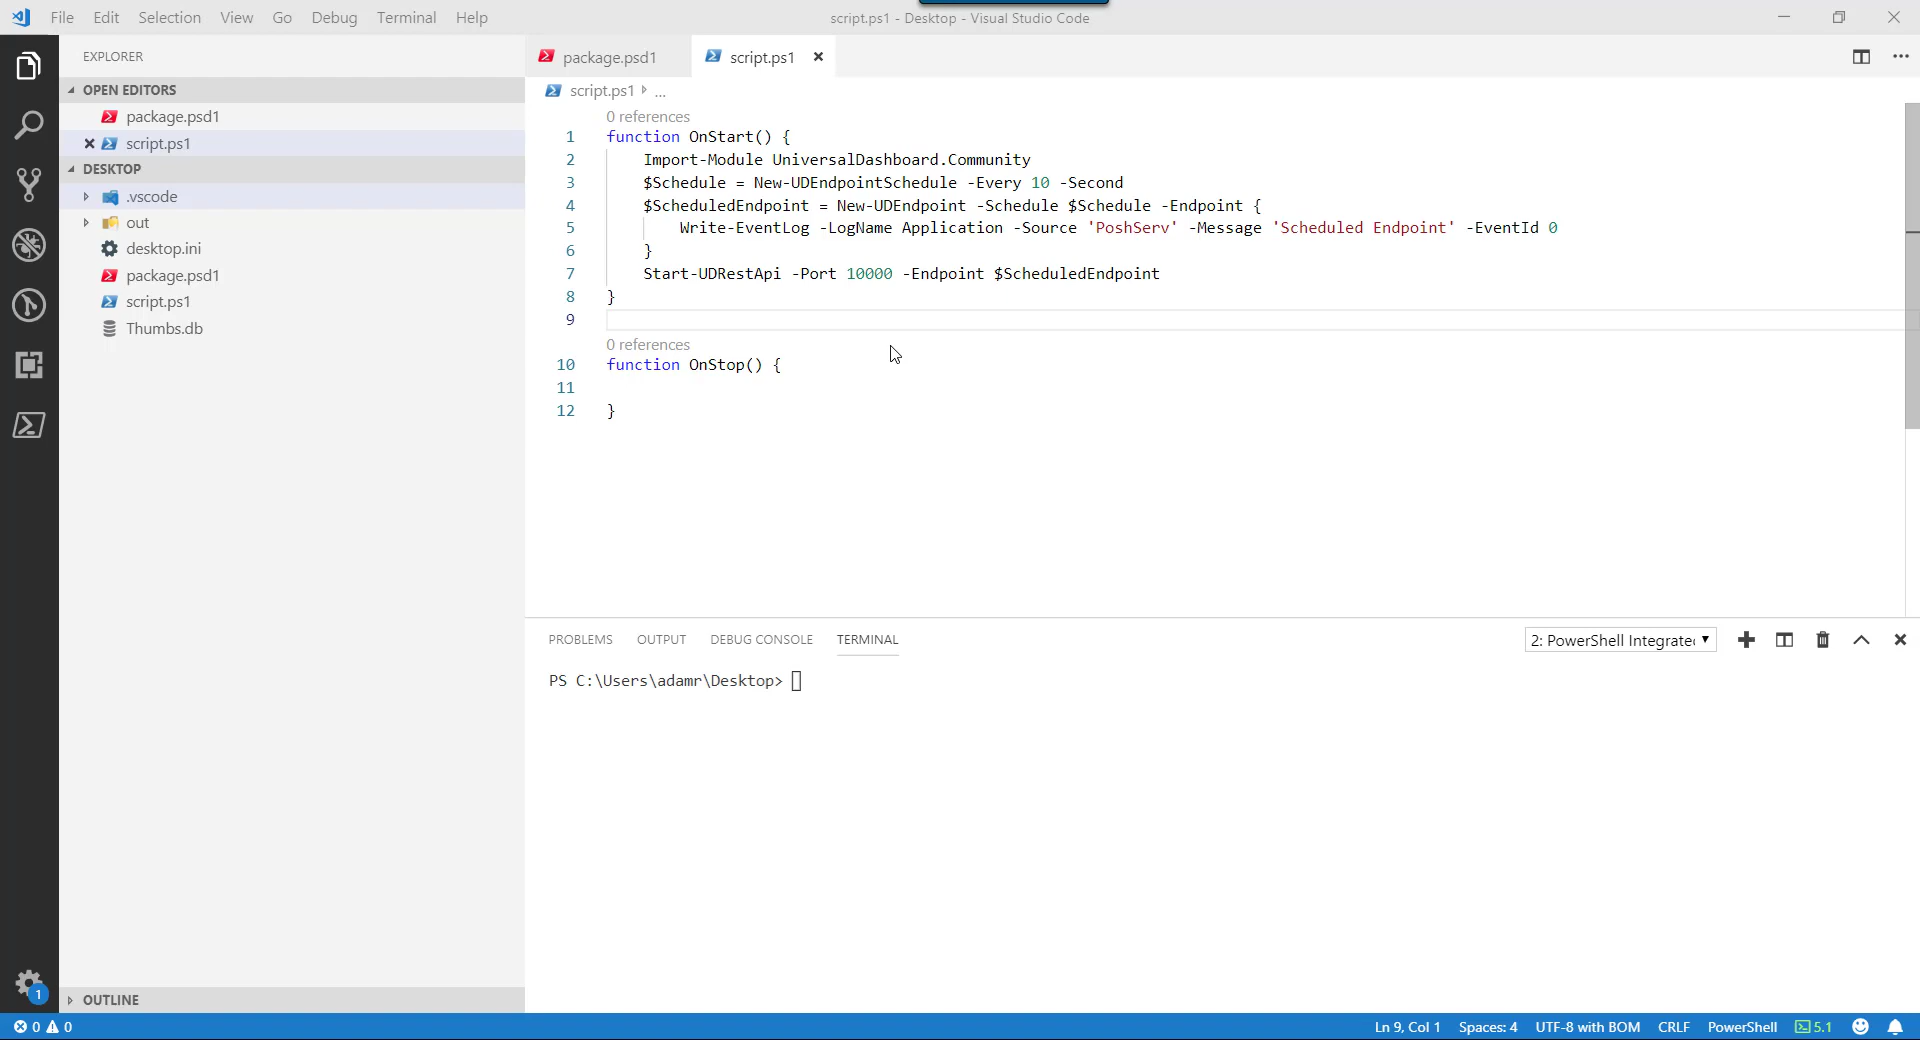 File Edit Selection View Go Debug Terminal Help
script.ps1 - Desktop - Visual Studio Code
EXPLORER
OPEN EDITORS
package.psd1
script.ps1
DESKTOP
.vscode
out
desktop.ini
package.psd1
script.ps1
Thumbs.db
OUTLINE
1
package.psd1
script.ps1
script.ps1 ...
0 references
1 function OnStart() {
2 Import-Module UniversalDashboard.Community
3 $Schedule = New-UDEndpointSchedule -Every 10 -Second
4 $ScheduledEndpoint = New-UDEndpoint -Schedule $Schedule -Endpoint {
5 Write-EventLog -LogName Application -Source 'PoshServ' -Message 'Scheduled Endpoint' -EventId 0
6 }
7 Start-UDRestApi -Port 10000 -Endpoint $ScheduledEndpoint
8 }
9
0 references
10 function OnStop() {
11
12 }
PROBLEMS OUTPUT DEBUG CONSOLE TERMINAL
2: PowerShell Integrate
PS C:\Users\adamr\Desktop>
0 0
Ln 9, Col 1 Spaces: 4 UTF-8 with BOM CRLF PowerShell 5.1